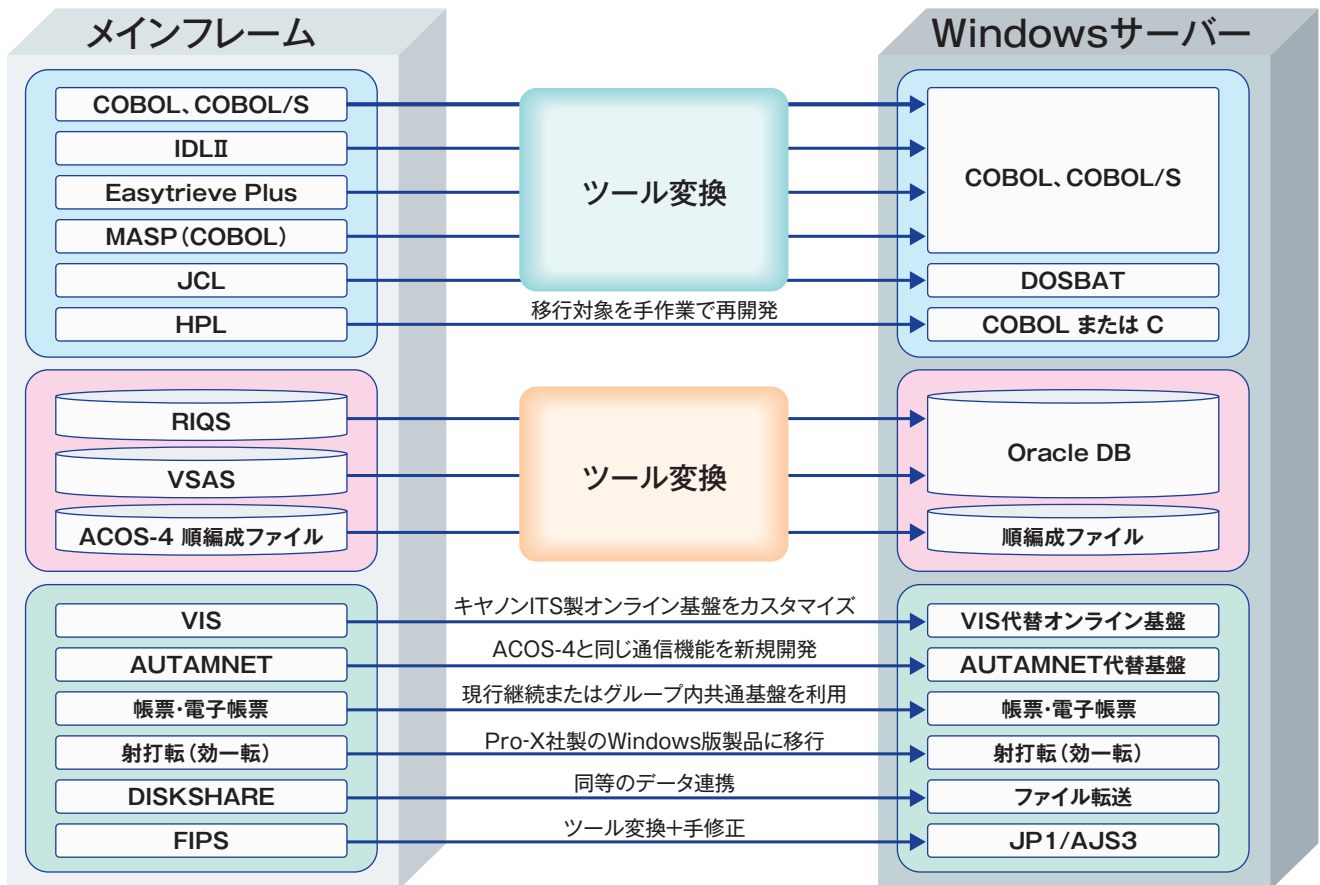 メインフレーム
Windowsサーバー
COBOL、COBOL/S
IDLⅡ
Easytrieve Plus
MASP（COBOL）
JCL
HPL
ツール変換
移行対象を手作業で再開発
COBOL、COBOL/S
DOSBAT
COBOL または C
RIQS
VSAS
ACOS-4 順編成ファイル
ツール変換
Oracle DB
順編成ファイル
VIS
キヤノンITS製オンライン基盤をカスタマイズ
VIS代替オンライン基盤
AUTAMNET
ACOS-4と同じ通信機能を新規開発
AUTAMNET代替基盤
帳票・電子帳票
現行継続またはグループ内共通基盤を利用
帳票・電子帳票
射打転（効一転）
Pro-X社製のWindows版製品に移行
射打転（効一転）
DISKSHARE
同等のデータ連携
ファイル転送
FIPS
ツール変換＋手修正
JP1/AJS3